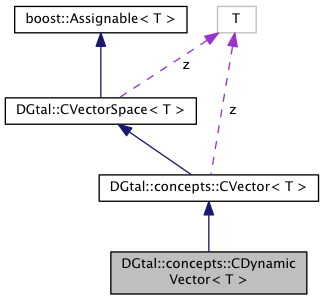 boost::Assignable< T >
T
z
DGtal::CVectorSpace< T >
z
DGtal::concepts::CVector< T >
DGtal::concepts::CDynamic
Vector< T >